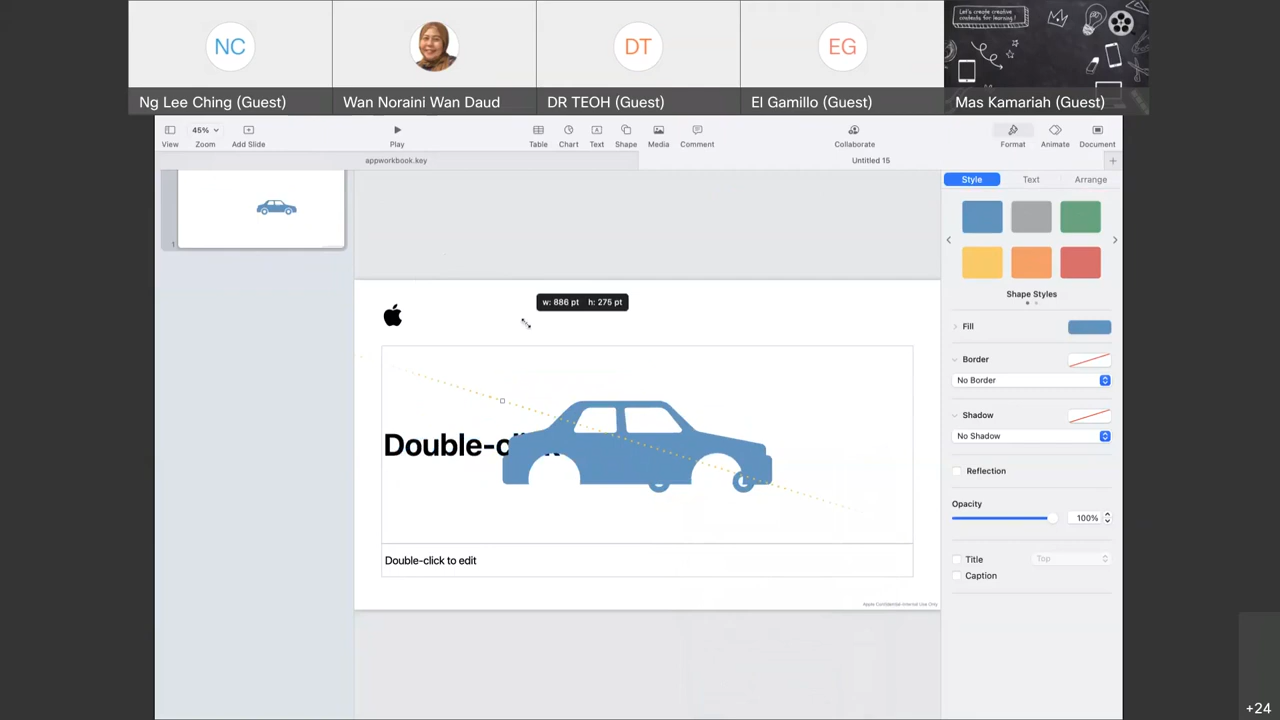 Let's create creative
contents for learning!
NC
DT
EG
Ng Lee Ching (Guest)
Wan Noraini Wan Daud
DR TEOH (Guest)
El Gamillo (Guest)
Mas Kamariah (Guest)
45%
View
Zoom
Add Slide
Play
Table
Chart
Text
Shape
Media
Comment
Collaborate
Format
Animate
Document
appworkbook.key
Untitled 15
1
Style
Text
Arrange
Shape Styles
Fill
Border
No Border
Shadow
No Shadow
Reflection
Opacity
100%
Title
Top
Caption
w: 886 pt h: 275 pt
Double-click
Double-click to edit
Apple Confidential-Internal Use Only
+24